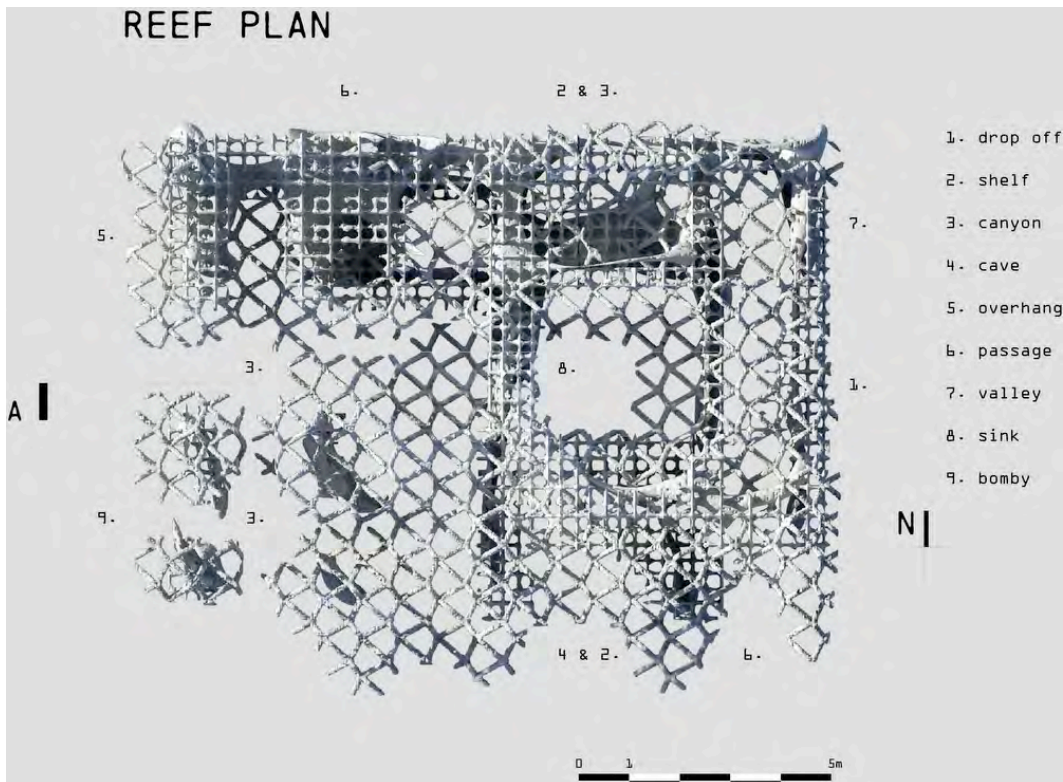 REEF PLAN
6.
2 & 3.
1. drop off
2. shelf
5.
7.
3. canyon
4. cave
5. overhang
6. passage
3.
8.
1.
7. valley
A
8. sink
9. bomby
9.
3.
N
4 & 2.
6.
0 1 5m